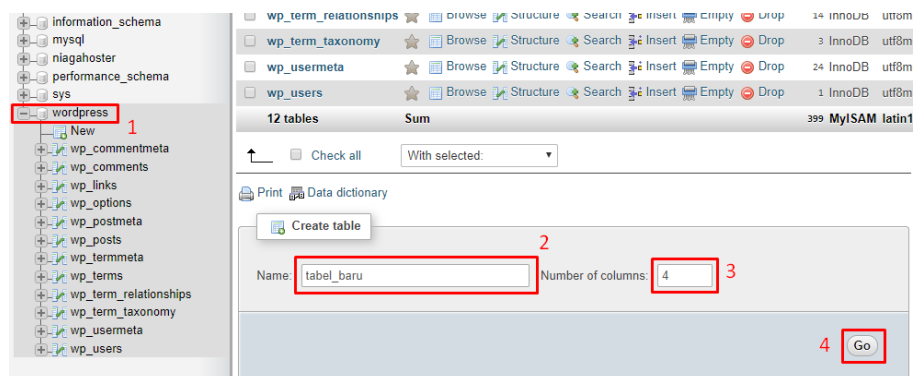 information_schema
mysql
niagahoster
performance_schema
sys
wordpress
1
New
wp_commentmeta
wp_comments
wp_links
wp_options
wp_postmeta
wp_posts
wp_termmeta
wp_terms
wp_term_relationships
wp_term_taxonomy
wp_usermeta
wp_users
wp_term_relationships Browse Structure Search Insert Empty Drop 14 InnoDB utf8m
wp_term_taxonomy Browse Structure Search Insert Empty Drop 3 InnoDB utf8m
wp_usermeta Browse Structure Search Insert Empty Drop 24 InnoDB utf8m
wp_users Browse Structure Search Insert Empty Drop 1 InnoDB utf8m
12 tables Sum 399 MyISAM latin1
Check all With selected:
Print Data dictionary
Create table
2
Name: tabel_baru Number of columns: 4 3
4 Go